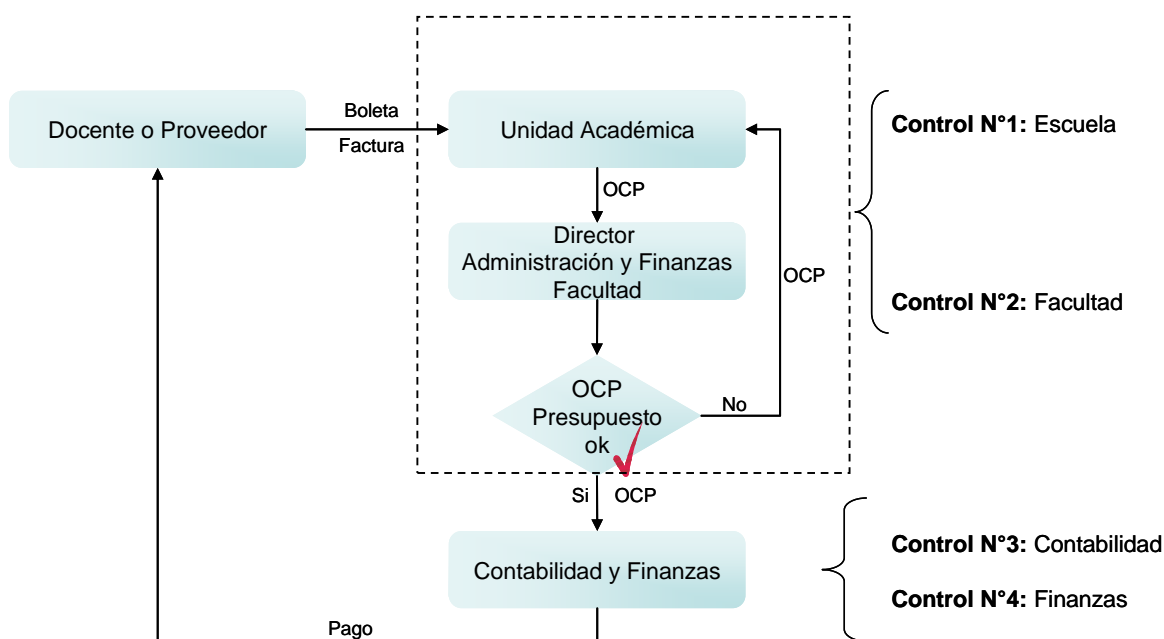 Docente o Proveedor
Boleta
Factura
Unidad Académica
Control N°1: Escuela
OCP
Director
Administración y Finanzas
Facultad
OCP
Control N°2: Facultad
OCP
Presupuesto
ok
No
Si
OCP
Contabilidad y Finanzas
Control N°3: Contabilidad
Control N°4: Finanzas
Pago